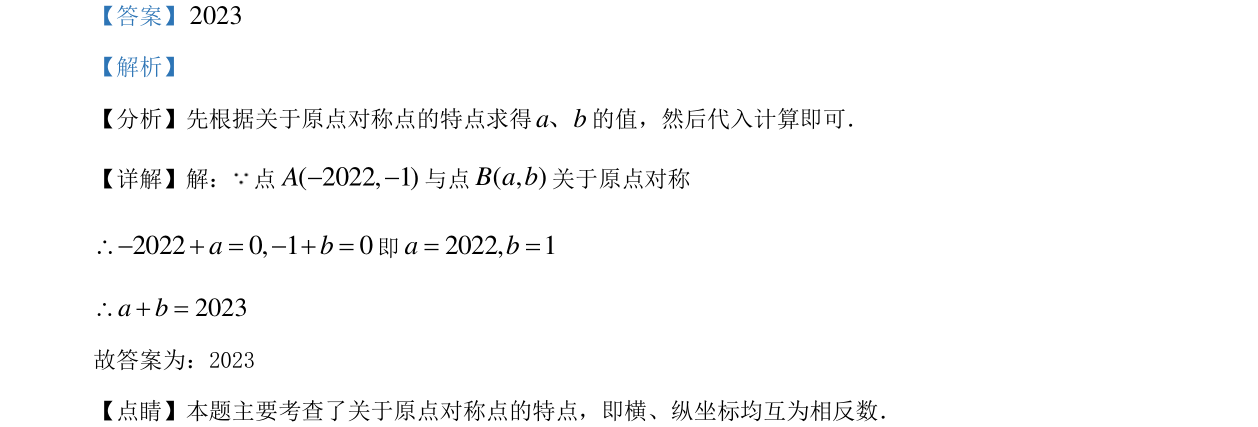 【答案】2023
【解析】
【分析】先根据关于原点对称点的特点求得a、b的值，然后代入计算即可．
【详解】解：∵点A(−2022,−1)与点B(a,b)关于原点对称
∴−2022+a=0,−1+b=0即a=2022,b=1
∴a+b=2023
故答案为：2023
【点睛】本题主要考查了关于原点对称点的特点，即横、纵坐标均互为相反数．